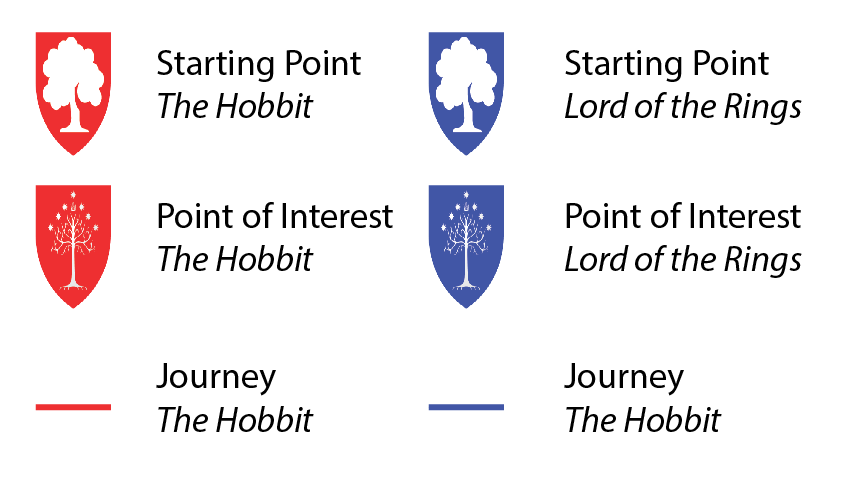 Starting Point
The Hobbit
Starting Point
Lord of the Rings
Point of Interest
The Hobbit
Point of Interest
Lord of the Rings
Journey
The Hobbit
Journey
The Hobbit